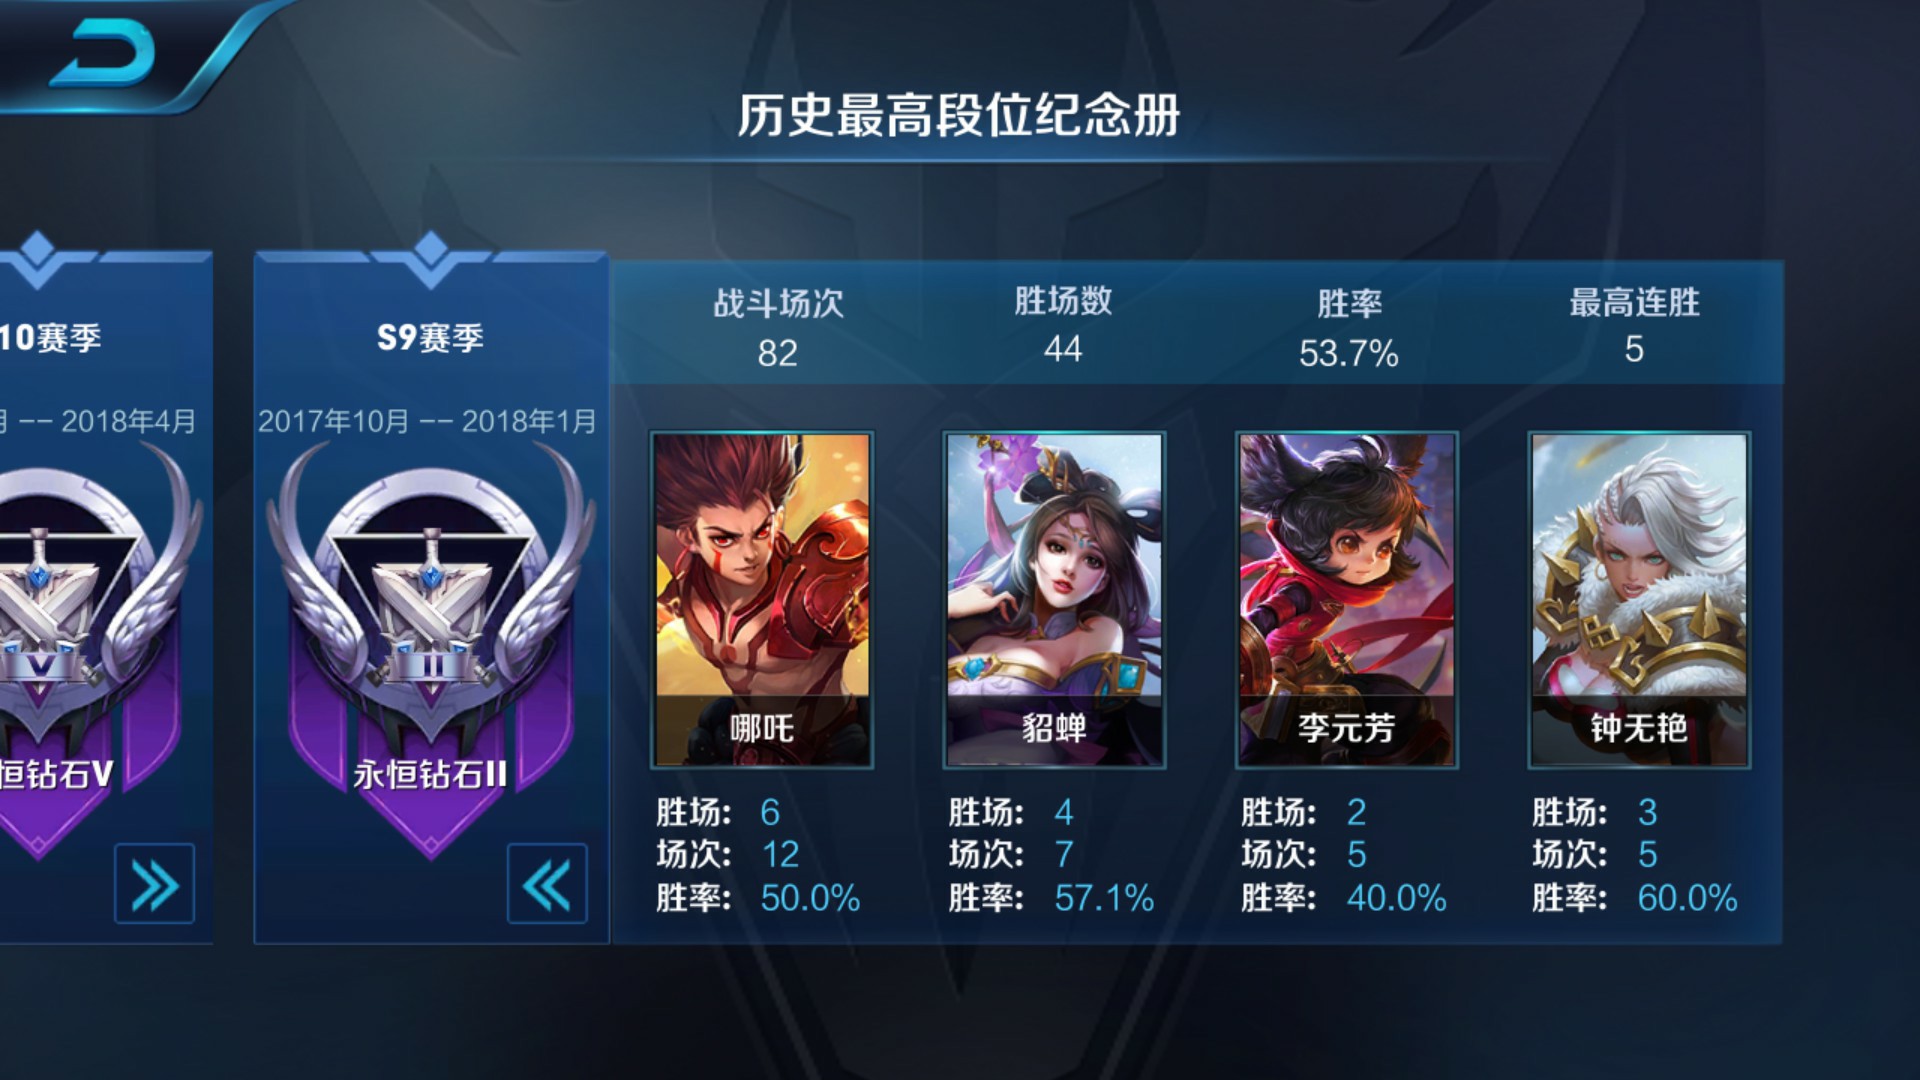 历史最高段位纪念册
10赛季
月 -- 2018年4月
V
恒钻石V
S9赛季
2017年10月 -- 2018年1月
II
永恒钻石II
战斗场次 胜场数 胜率 最高连胜
82 44 53.7% 5
哪吒 貂蝉 李元芳 钟无艳
胜场: 6 胜场: 4 胜场: 2 胜场: 3
场次: 12 场次: 7 场次: 5 场次: 5
胜率: 50.0% 胜率: 57.1% 胜率: 40.0% 胜率: 60.0%